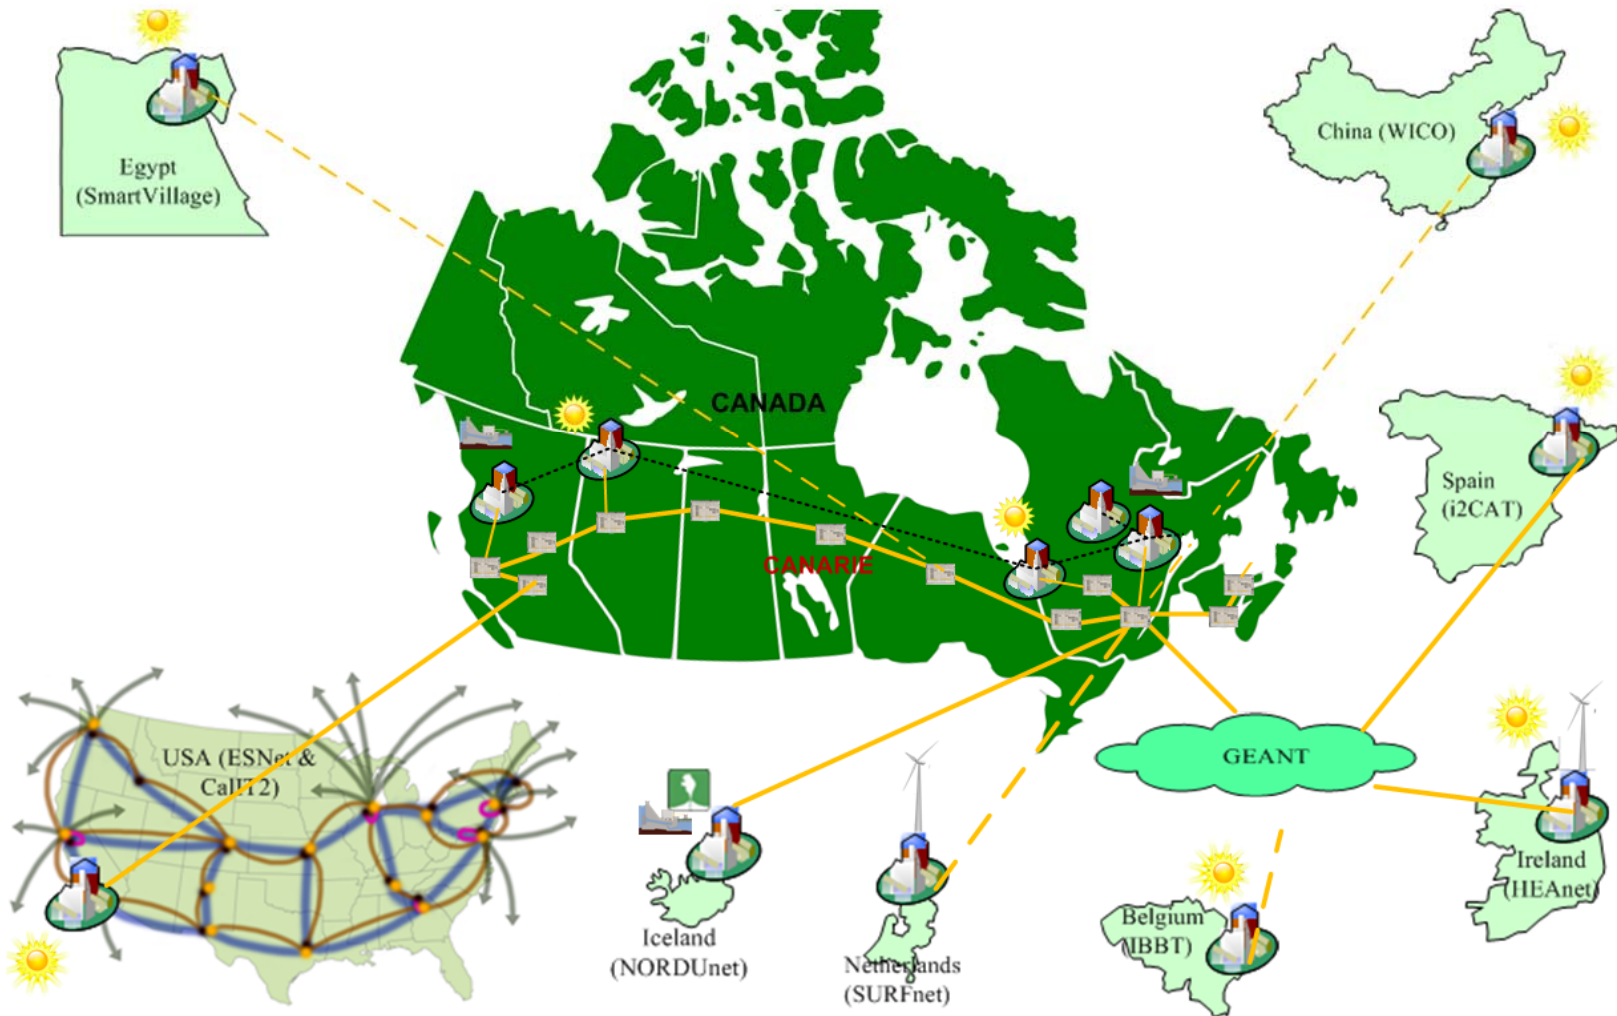 Egypt
(SmartVillage)
China (WICO)
CANADA
CANARIE
Spain
(i2CAT)
USA (ESNet &
CalIT2)
GEANT
Ireland
(HEAnet)
Iceland
(NORDUnet)
Netherlands
(SURFnet)
Belgium
(IBBT)